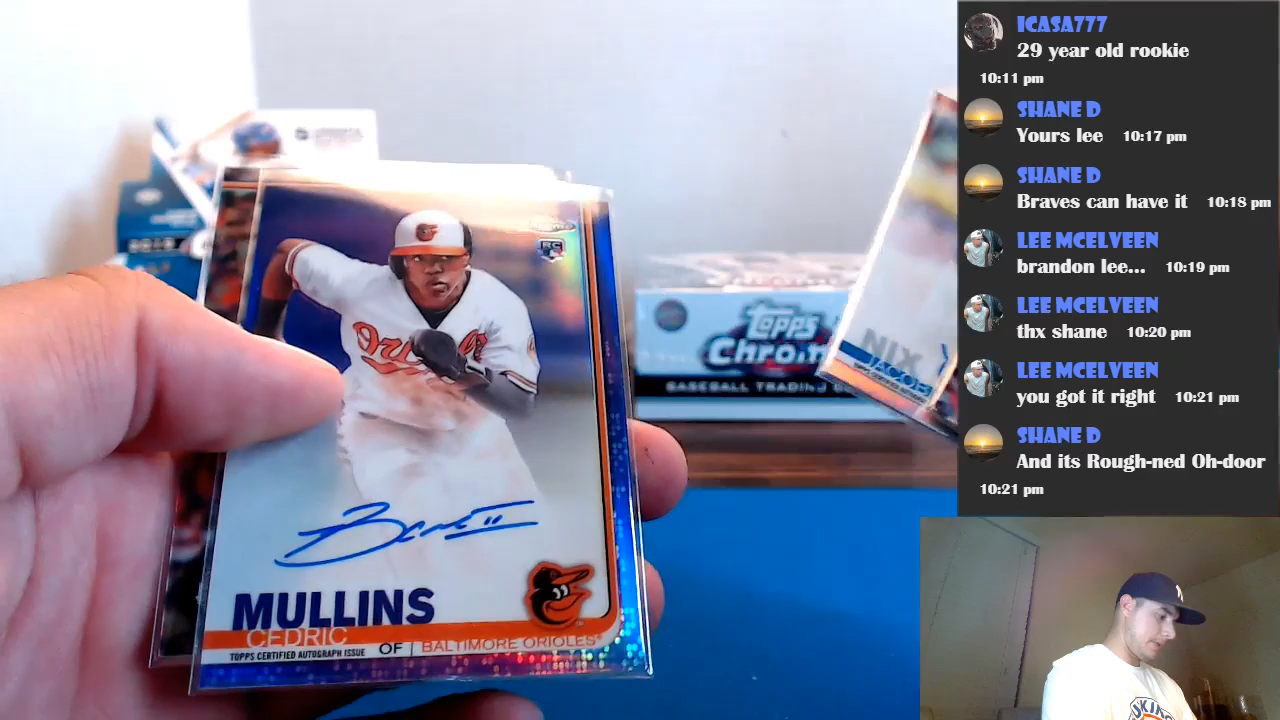 ICASA777
29 year old rookie
10:11 pm
SHANE D
Yours lee 10:17 pm
SHANE D
Braves can have it 10:18 pm
LEE MCELVEEN
brandon lee... 10:19 pm
LEE MCELVEEN
thx shane 10:20 pm
LEE MCELVEEN
you got it right 10:21 pm
SHANE D
And its Rough-ned Oh-door
10:21 pm
RC
Orioles
MULLINS
CEDRIC
TOPPS CERTIFIED AUTOGRAPH ISSUE OF BALTIMORE ORIOLES
NIX
JACOB
Topps
Chrom
BASEBALL TRADING